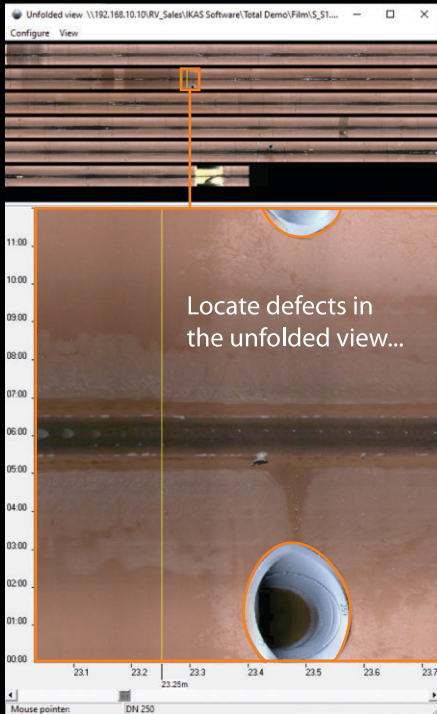 Unfolded view \\192.168.10.10\RV_Sales\IKAS Software\Total Demo\Film\S_S1....
Configure View
11:00
10:00
09:00
Locate defects in
the unfolded view...
08:00
07:00
06:00
05:00
04:00
03:00
02:00
01:00
00:00
23.1 23.2 23.3 23.4 23.5 23.6 23.7
23.25m
Mouse pointer: DN 250